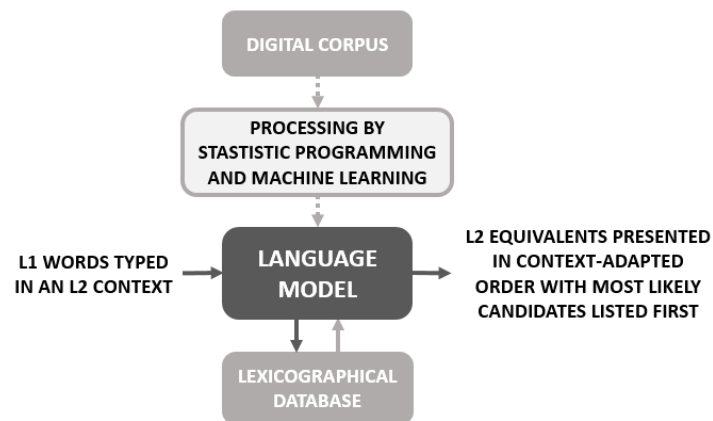 DIGITAL CORPUS
PROCESSING BY
STASTISTIC PROGRAMMING
AND MACHINE LEARNING
L1 WORDS TYPED
IN AN L2 CONTEXT
LANGUAGE
MODEL
L2 EQUIVALENTS PRESENTED
IN CONTEXT-ADAPTED
ORDER WITH MOST LIKELY
CANDIDATES LISTED FIRST
LEXICOGRAPHICAL
DATABASE